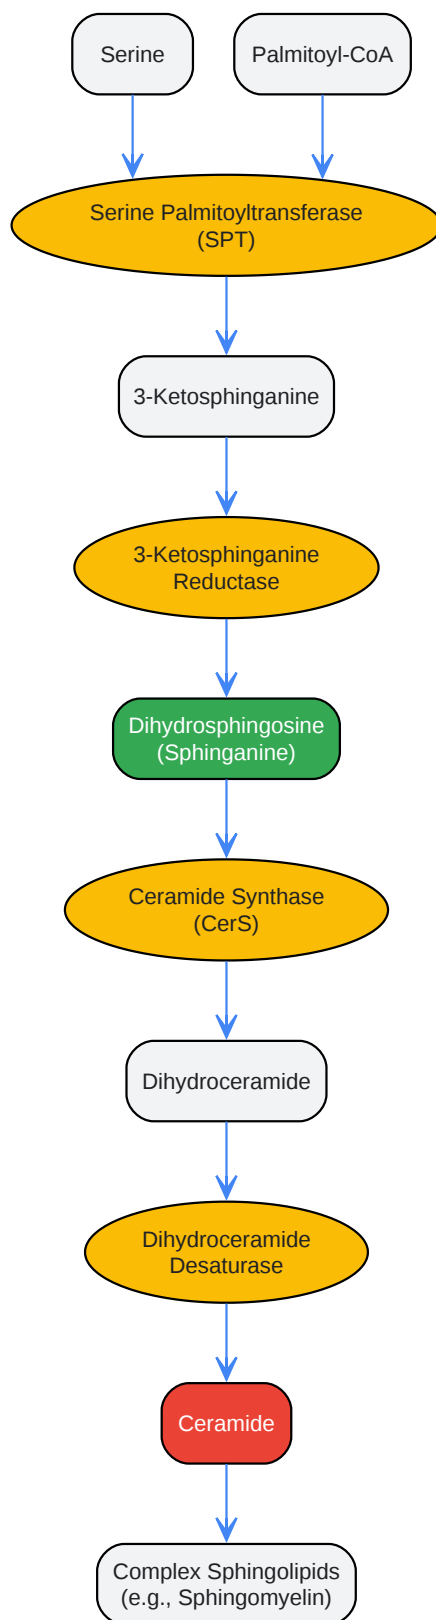 Serine
Palmitoyl-CoA
Serine Palmitoyltransferase
(SPT)
3-Ketosphinganine
3-Ketosphinganine
Reductase
Dihydrosphingosine
(Sphinganine)
Ceramide Synthase
(CerS)
Dihydroceramide
Dihydroceramide
Desaturase
Ceramide
Complex Sphingolipids
(e.g., Sphingomyelin)